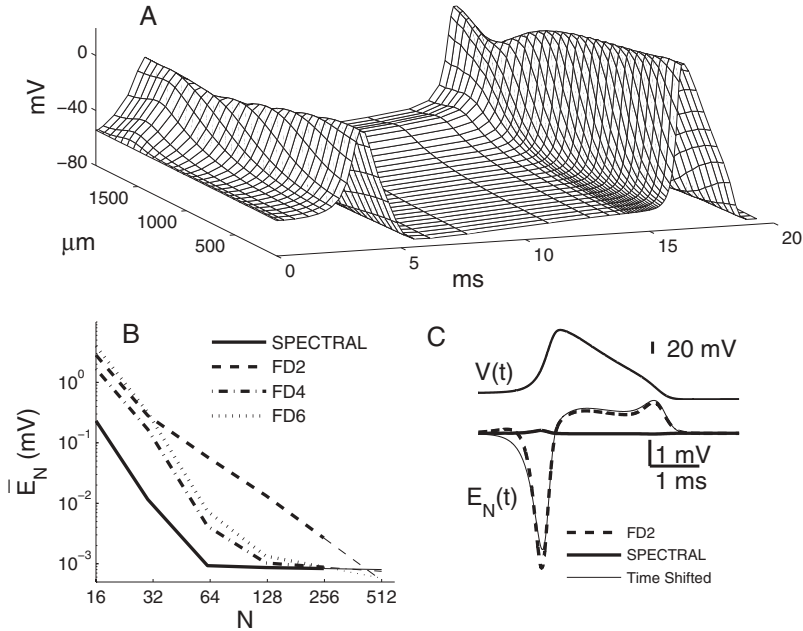 A
0
−40
−80
mV
1500
1000
500
μm
0
5
10
15
20
ms
B
SPECTRAL
FD2
FD4
FD6
10^0
10^-1
10^-2
10^-3
E̅_N (mV)
16
32
64
128
256
512
N
C
V(t)
20 mV
1 mV
1 ms
E_N(t)
FD2
SPECTRAL
Time Shifted